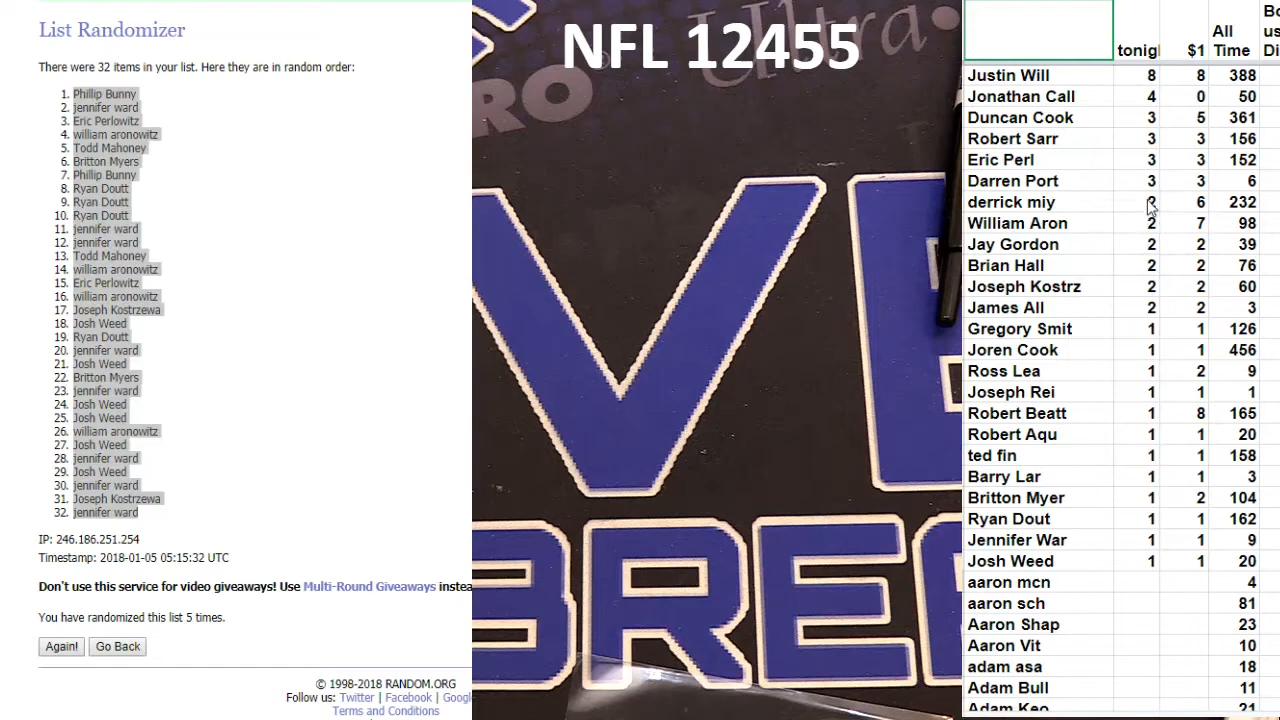 List Randomizer
There were 32 items in your list. Here they are in random order:
1. Phillip Bunny
2. jennifer ward
3. Eric Perlowitz
4. william aronowitz
5. Todd Mahoney
6. Britton Myers
7. Phillip Bunny
8. Ryan Doutt
9. Ryan Doutt
10. Ryan Doutt
11. jennifer ward
12. jennifer ward
13. Todd Mahoney
14. william aronowitz
15. Eric Perlowitz
16. william aronowitz
17. Joseph Kostrzewa
18. Josh Weed
19. Ryan Doutt
20. jennifer ward
21. Josh Weed
22. Britton Myers
23. jennifer ward
24. Josh Weed
25. Josh Weed
26. william aronowitz
27. Josh Weed
28. jennifer ward
29. Josh Weed
30. jennifer ward
31. Joseph Kostrzewa
32. jennifer ward
IP: 246.186.251.254
Timestamp: 2018-01-05 05:15:32 UTC
Don't use this service for video giveaways! Use Multi-Round Giveaways instea
You have randomized this list 5 times.
Again! Go Back
© 1998-2018 RANDOM.ORG
Follow us: Twitter | Facebook | Googl
Terms and Conditions
NFL 12455
Ultra
RO
VE
BRE
tonigl $1 All Time Bo us Di
Justin Will 8 8 388
Jonathan Call 4 0 50
Duncan Cook 3 5 361
Robert Sarr 3 3 156
Eric Perl 3 3 152
Darren Port 3 3 6
derrick miy 6 232
William Aron 2 7 98
Jay Gordon 2 2 39
Brian Hall 2 2 76
Joseph Kostrz 2 2 60
James All 2 2 3
Gregory Smit 1 1 126
Joren Cook 1 1 456
Ross Lea 1 2 9
Joseph Rei 1 1 1
Robert Beatt 1 8 165
Robert Aqu 1 1 20
ted fin 1 1 158
Barry Lar 1 1 3
Britton Myer 1 2 104
Ryan Dout 1 1 162
Jennifer War 1 1 9
Josh Weed 1 1 20
aaron mcn 4
aaron sch 81
Aaron Shap 23
Aaron Vit 10
adam asa 18
Adam Bull 11
Adam Keo 21